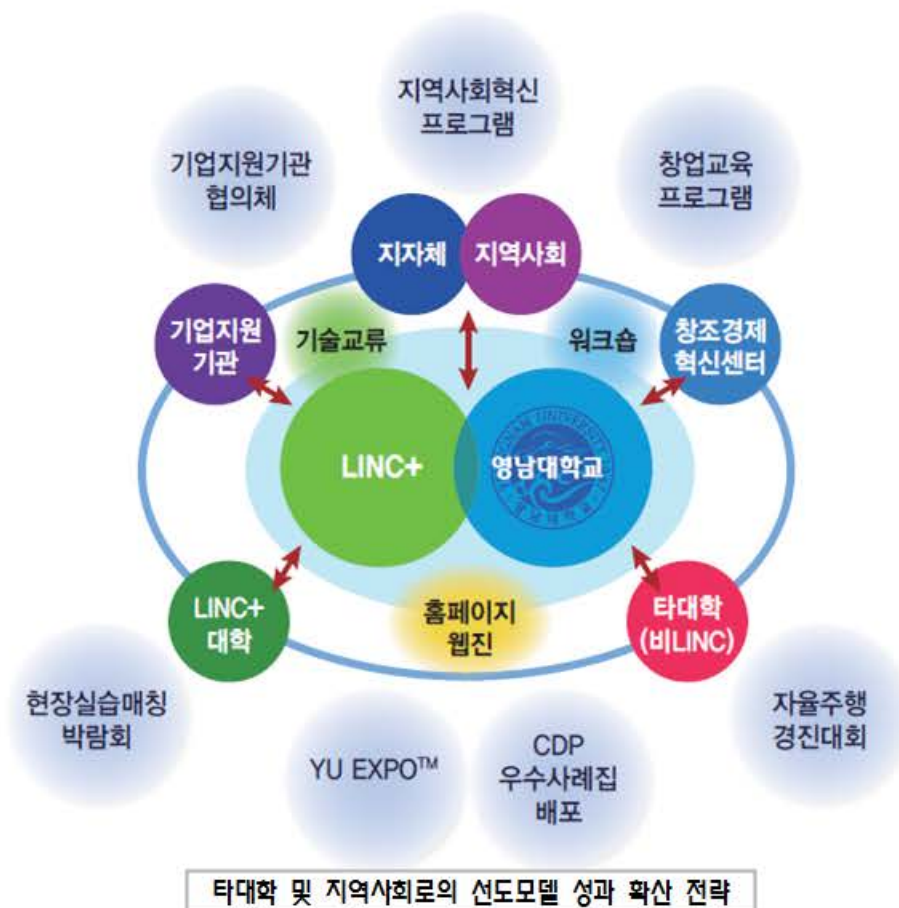 지역사회혁신
프로그램
기업지원기관
협의체
창업교육
프로그램
지자체
지역사회
기업지원
기관
기술교류
워크숍
창조경제
혁신센터
LINC+
영남대학교
LINC+
대학
홈페이지
웹진
타대학
(비LINC)
현장실습매칭
박람회
자율주행
경진대회
YU EXPO™
CDP
우수사례집
배포
타대학 및 지역사회로의 선도모델 성과 확산 전략